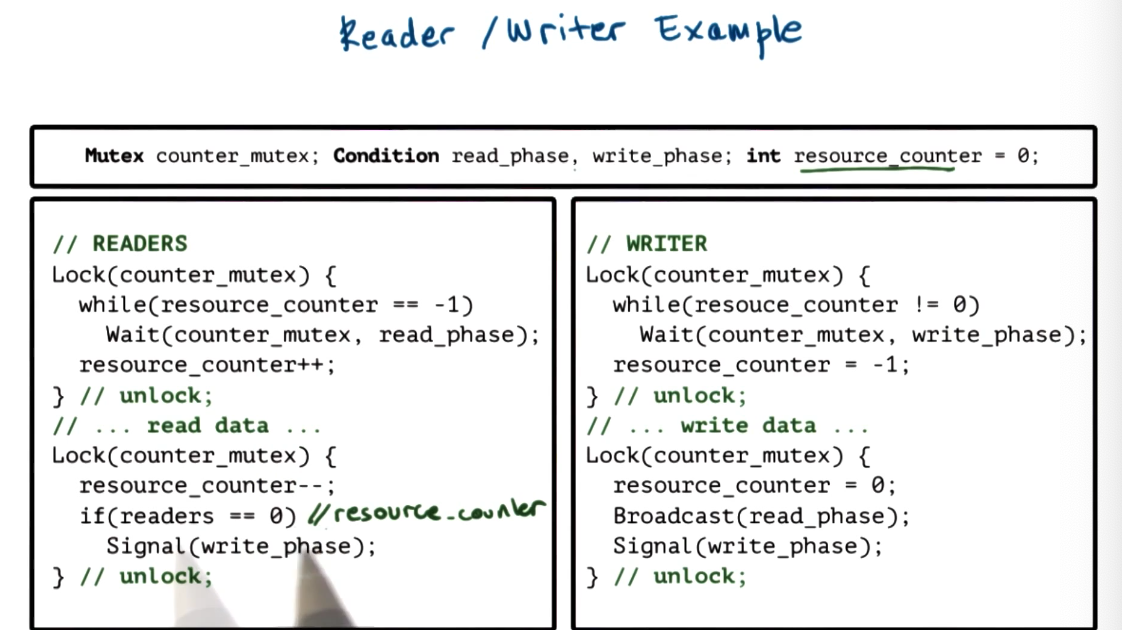 Reader / Writer Example
Mutex counter_mutex; Condition read_phase, write_phase; int resource_counter = 0;
// READERS
Lock(counter_mutex) {
while(resource_counter == -1)
Wait(counter_mutex, read_phase);
resource_counter++;
} // unlock;
// ... read data ...
Lock(counter_mutex) {
resource_counter--;
if(readers == 0) //resource_counter
Signal(write_phase);
} // unlock;
// WRITER
Lock(counter_mutex) {
while(resouce_counter != 0)
Wait(counter_mutex, write_phase);
resource_counter = -1;
} // unlock;
// ... write data ...
Lock(counter_mutex) {
resource_counter = 0;
Broadcast(read_phase);
Signal(write_phase);
} // unlock;